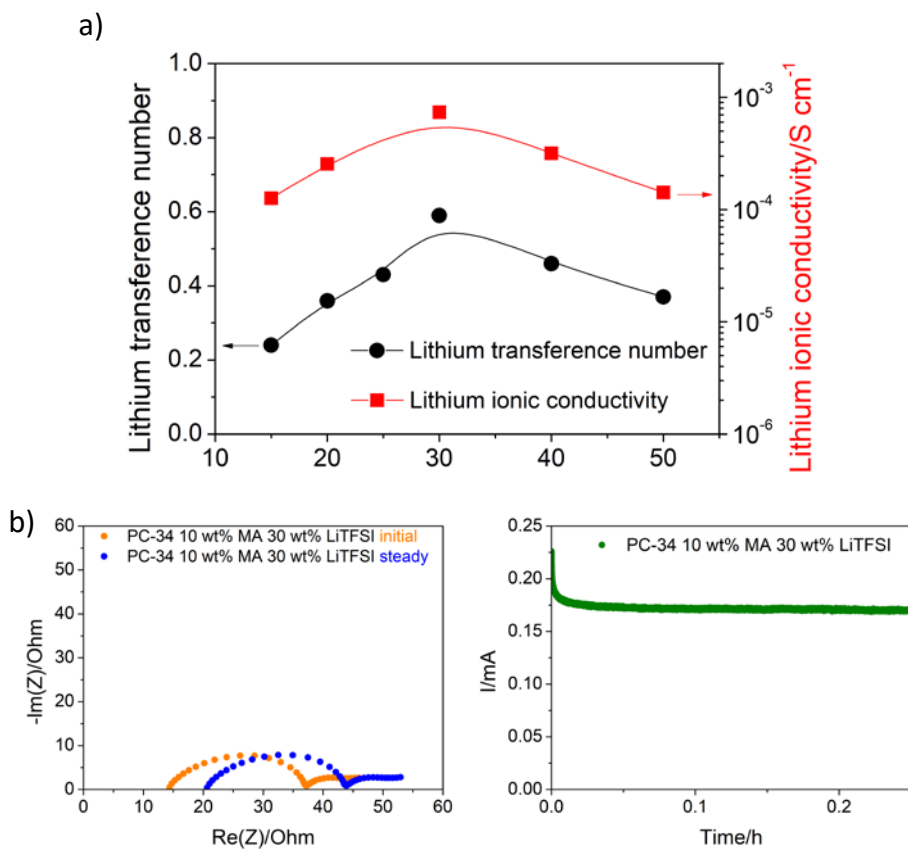 a)
Lithium transference number
1.0
0.8
0.6
0.4
0.2
0.0
10 20 30 40 50
Lithium transference number
Lithium ionic conductivity
10⁻³
10⁻⁴
10⁻⁵
10⁻⁶
Lithium ionic conductivity/S cm⁻¹
b)
-Im(Z)/Ohm
60
50
40
30
20
10
0
PC-34 10 wt% MA 30 wt% LiTFSI initial
PC-34 10 wt% MA 30 wt% LiTFSI steady
0 10 20 30 40 50 60
Re(Z)/Ohm
I/mA
0.25
0.20
0.15
0.10
0.05
0.00
PC-34 10 wt% MA 30 wt% LiTFSI
0.0 0.1 0.2
Time/h